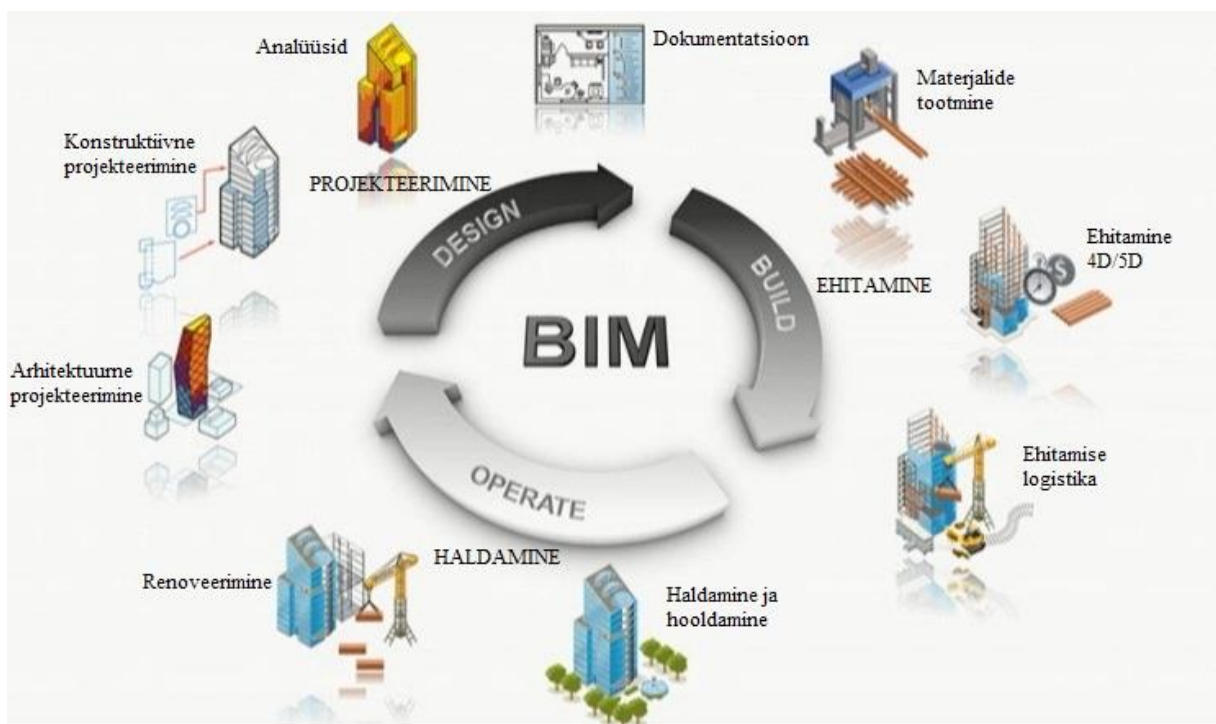 Analüüsid
Dokumentatsioon
Materjalide
tootmine
Konstruktiivne
projekteerimine
PROJEKTEERIMINE
DESIGN
BUILD
EHITAMINE
Ehitamine
4D/5D
BIM
Arhitektuurne
projekteerimine
Ehitamise
logistika
OPERATE
HALDAMINE
Renoveerimine
Haldamine ja
hooldamine